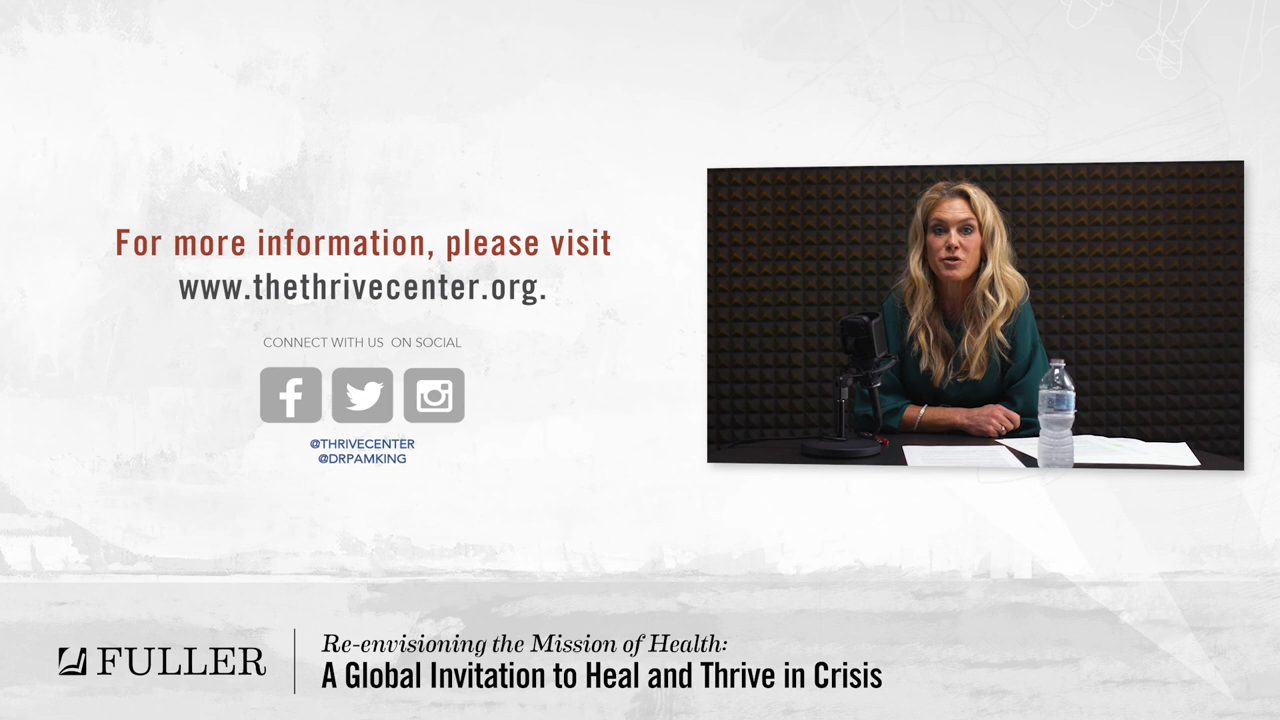 For more information, please visit
www.thethrivecenter.org.
CONNECT WITH US ON SOCIAL
@THRIVECENTER
@DRPAMKING
FULLER
Re-envisioning the Mission of Health:
A Global Invitation to Heal and Thrive in Crisis